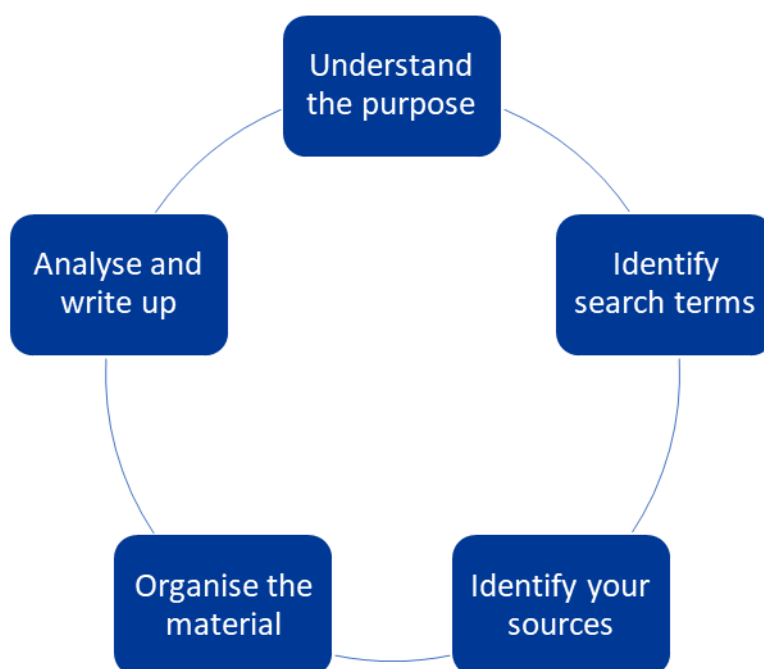 Understand
the purpose
Identify
search terms
Identify your
sources
Organise the
material
Analyse and
write up